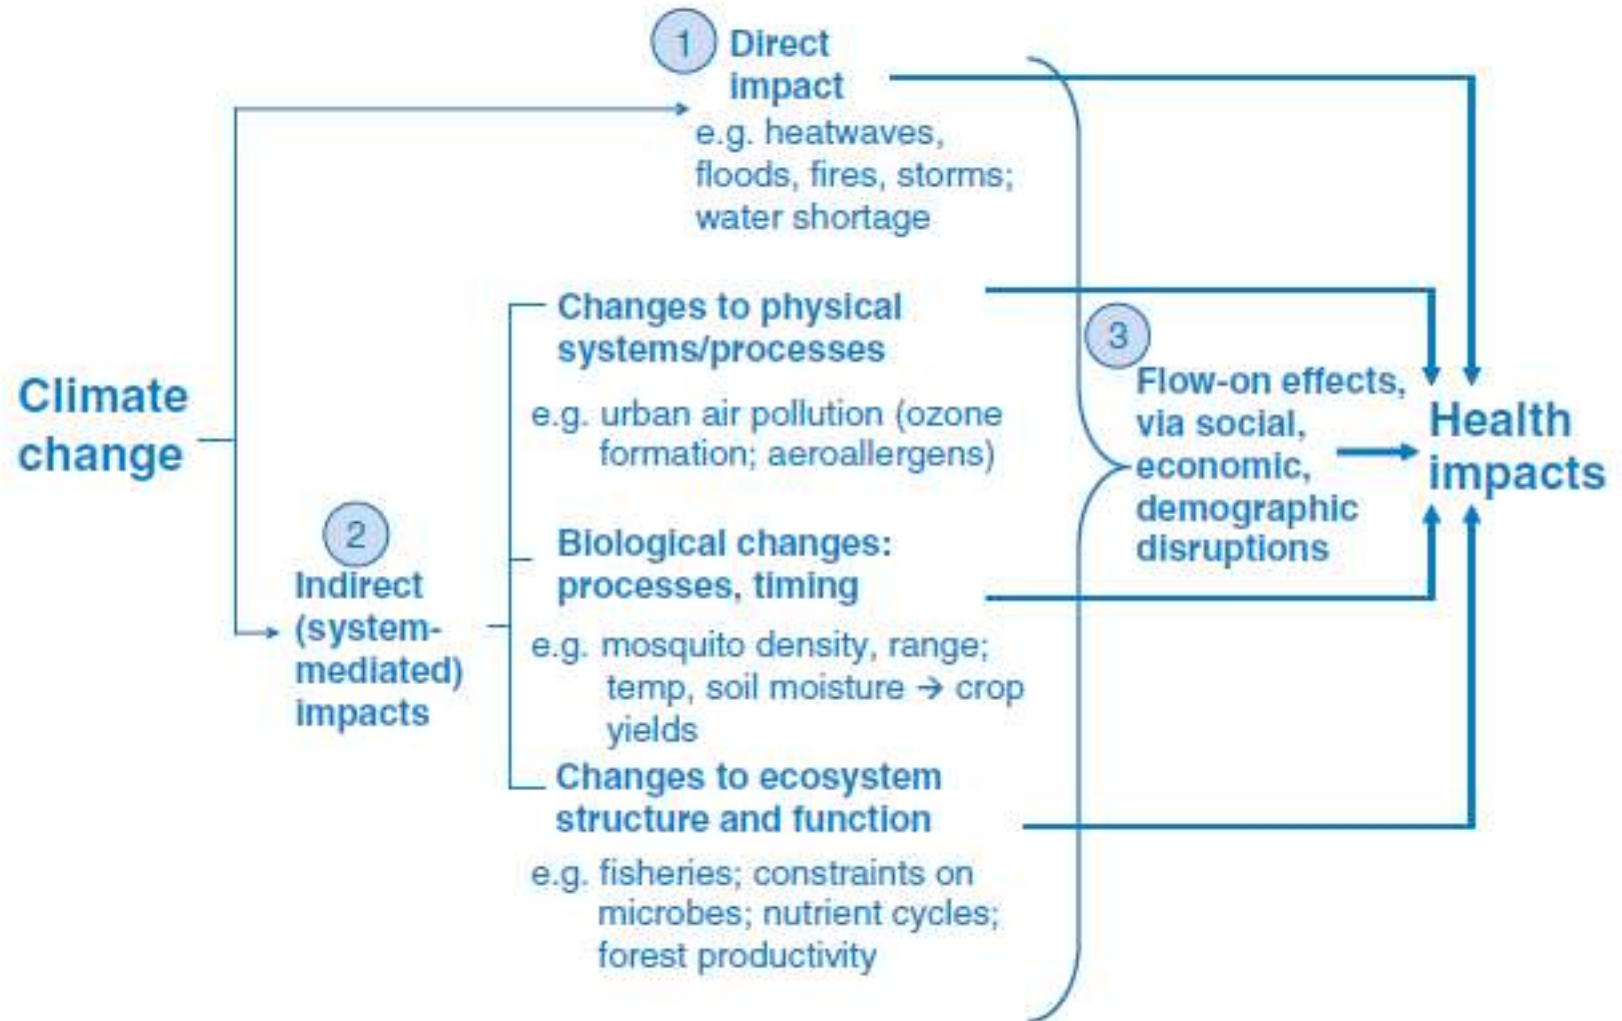 1
Direct
impact
e.g. heatwaves,
floods, fires, storms;
water shortage
Climate
change
2
Indirect
(system-
mediated)
impacts
Changes to physical
systems/processes
e.g. urban air pollution (ozone
formation; aeroallergens)
Biological changes:
processes, timing
e.g. mosquito density, range;
temp, soil moisture → crop
yields
Changes to ecosystem
structure and function
e.g. fisheries; constraints on
microbes; nutrient cycles;
forest productivity
3
Flow-on effects,
via social,
economic,
demographic
disruptions
Health
impacts